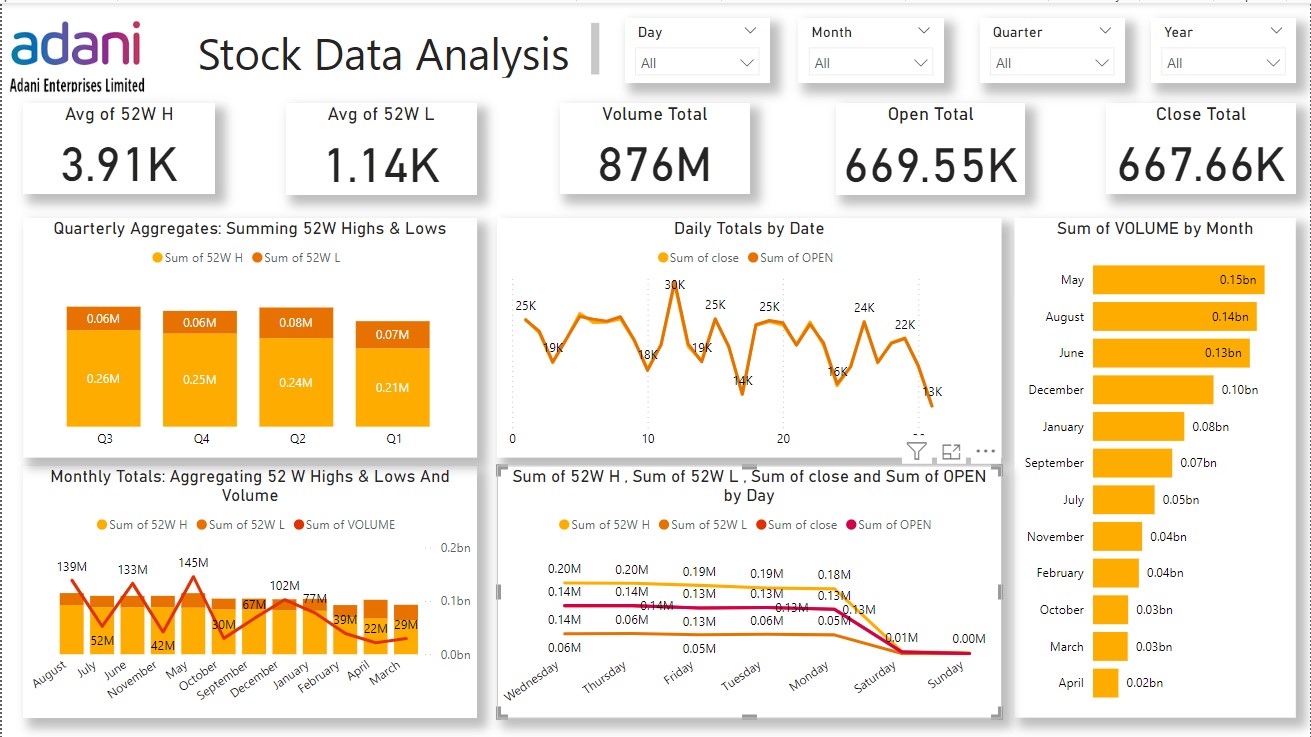 adani
Adani Enterprises Limited
Stock Data Analysis
Day
All
Month
All
Quarter
All
Year
All
Avg of 52W H
3.91K
Avg of 52W L
1.14K
Volume Total
876M
Open Total
669.55K
Close Total
667.66K
Quarterly Aggregates: Summing 52W Highs & Lows
Sum of 52W H Sum of 52W L
0.06M 0.06M 0.08M 0.07M
0.26M 0.25M 0.24M 0.21M
Q3 Q4 Q2 Q1
Daily Totals by Date
Sum of close Sum of OPEN
25K 19K 18K 30K 19K 25K 14K 25K 16K 24K 22K 13K
0 10 20
Sum of VOLUME by Month
May 0.15bn
August 0.14bn
June 0.13bn
December 0.10bn
January 0.08bn
September 0.07bn
July 0.05bn
November 0.04bn
February 0.04bn
October 0.03bn
March 0.03bn
April 0.02bn
Monthly Totals: Aggregating 52 W Highs & Lows And
Volume
Sum of 52W H Sum of 52W L Sum of VOLUME
0.2bn
0.1bn
0.0bn
139M 52M 133M 42M 145M 30M 67M 102M 77M 39M 22M 29M
August July June November May October September December January February April March
Sum of 52W H , Sum of 52W L , Sum of close and Sum of OPEN
by Day
Sum of 52W H Sum of 52W L Sum of close Sum of OPEN
0.20M 0.20M 0.19M 0.19M 0.18M
0.14M 0.14M 0.13M 0.13M 0.13M
0.14M 0.13M 0.13M
0.14M 0.06M 0.13M 0.06M 0.05M 0.01M 0.00M
0.06M 0.05M
Wednesday Thursday Friday Tuesday Monday Saturday Sunday